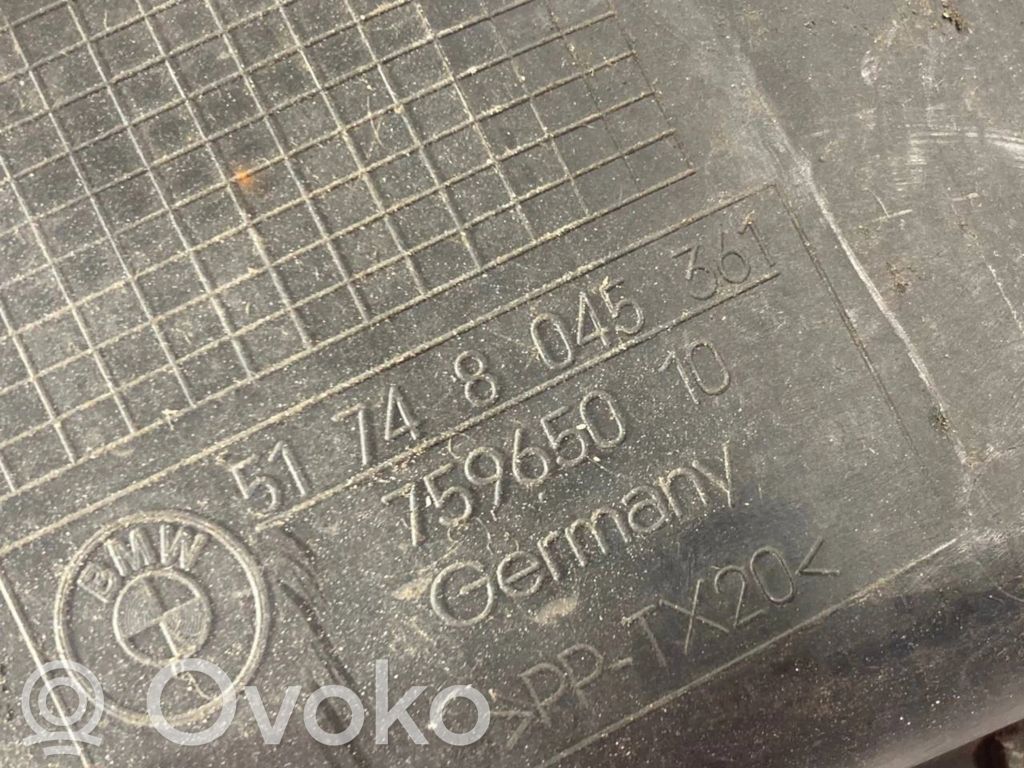 51 74 8 045 361
759650 10
Germany
>PP-TX20<
BMW
Ovoko